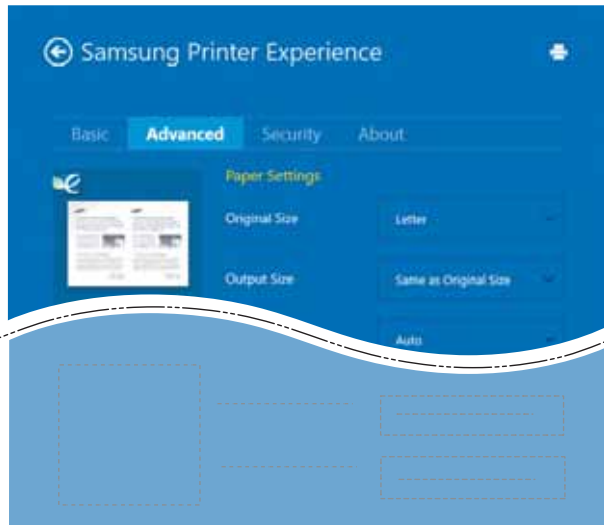 Samsung Printer Experience
Basic Advanced Security About
Paper Settings
Original Size Letter
Output Size Same as Original Size
Auto